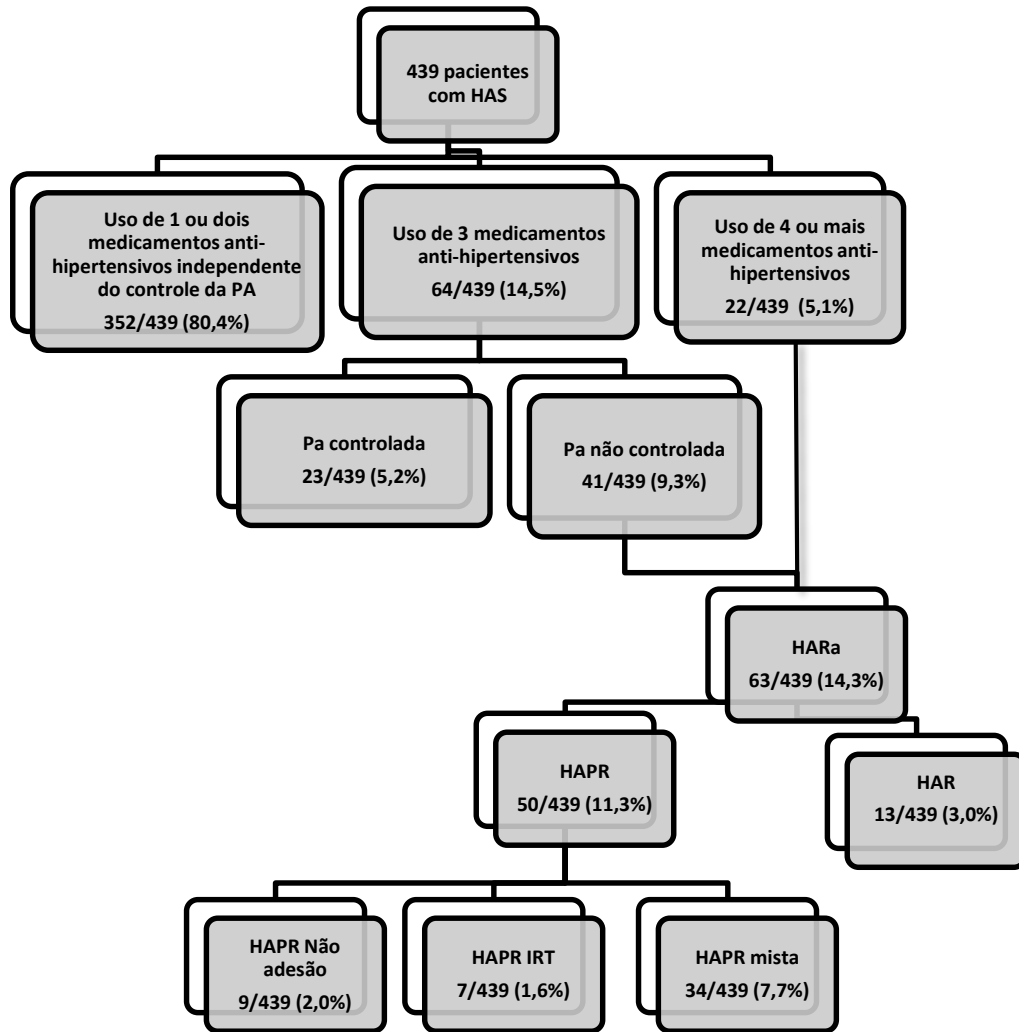 439 pacientes
com HAS
Uso de 1 ou dois
medicamentos anti-
hipertensivos independente
do controle da PA
352/439 (80,4%)
Uso de 3 medicamentos
anti-hipertensivos
64/439 (14,5%)
Uso de 4 ou mais
medicamentos anti-
hipertensivos
22/439 (5,1%)
Pa controlada
23/439 (5,2%)
Pa não controlada
41/439 (9,3%)
HARa
63/439 (14,3%)
HAPR
50/439 (11,3%)
HAR
13/439 (3,0%)
HAPR Não
adesão
9/439 (2,0%)
HAPR IRT
7/439 (1,6%)
HAPR mista
34/439 (7,7%)